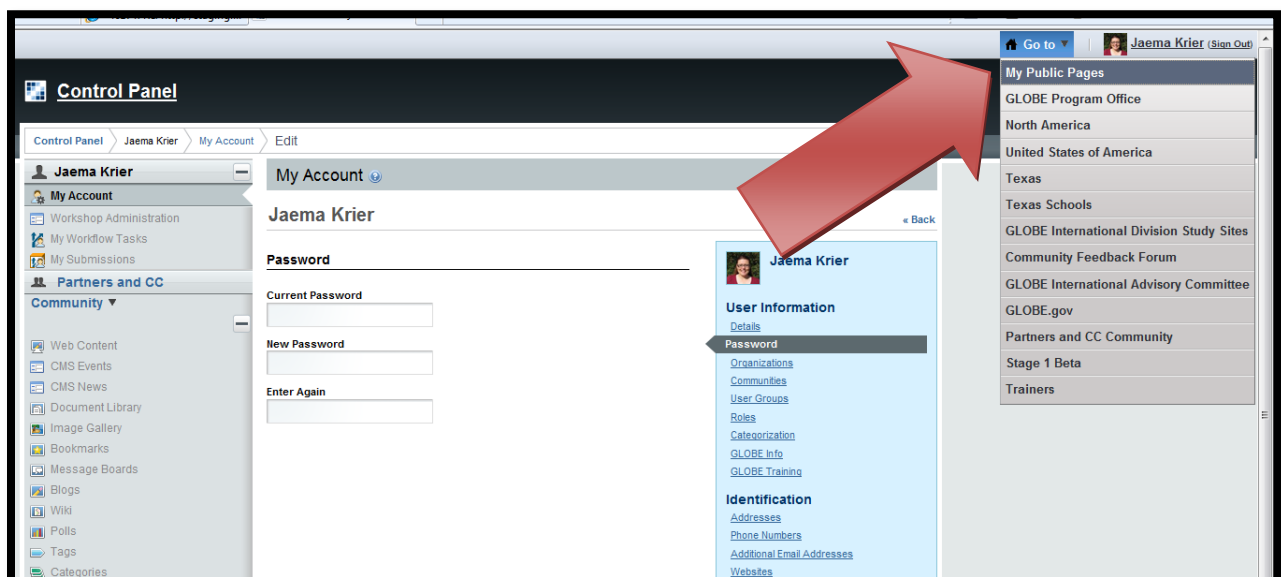 Go to ▼
Jaema Krier (Sign Out)
Control Panel
Control Panel
Jaema Krier
My Account
Edit
Jaema Krier
My Account
Workshop Administration
My Workflow Tasks
My Submissions
Partners and CC
Community ▼
Web Content
CMS Events
CMS News
Document Library
Image Gallery
Bookmarks
Message Boards
Blogs
Wiki
Polls
Tags
Categories
My Account
Jaema Krier
« Back
Password
Current Password
New Password
Enter Again
Jaema Krier
User Information
Details
Password
Organizations
Communities
User Groups
Roles
Categorization
GLOBE Info
GLOBE Training
Identification
Addresses
Phone Numbers
Additional Email Addresses
Websites
My Public Pages
GLOBE Program Office
North America
United States of America
Texas
Texas Schools
GLOBE International Division Study Sites
Community Feedback Forum
GLOBE International Advisory Committee
GLOBE.gov
Partners and CC Community
Stage 1 Beta
Trainers